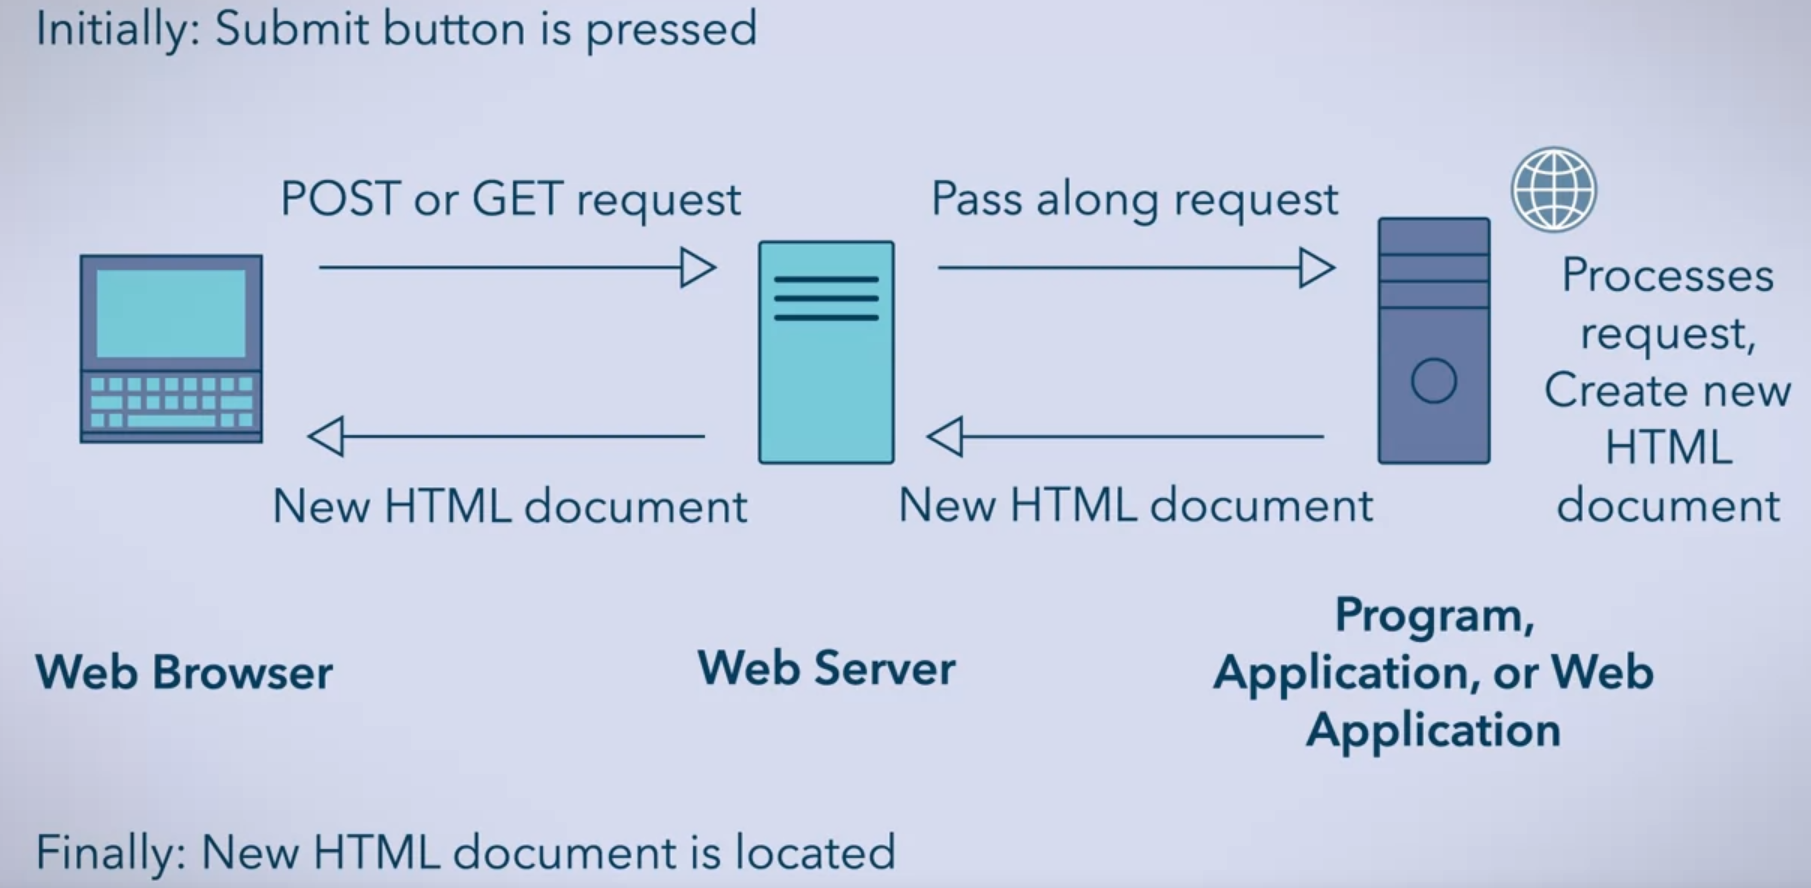 Initially: Submit button is pressed
POST or GET request
Pass along request
Processes
request,
Create new
HTML
document
New HTML document
New HTML document
Web Browser
Web Server
Program,
Application, or Web
Application
Finally: New HTML document is located